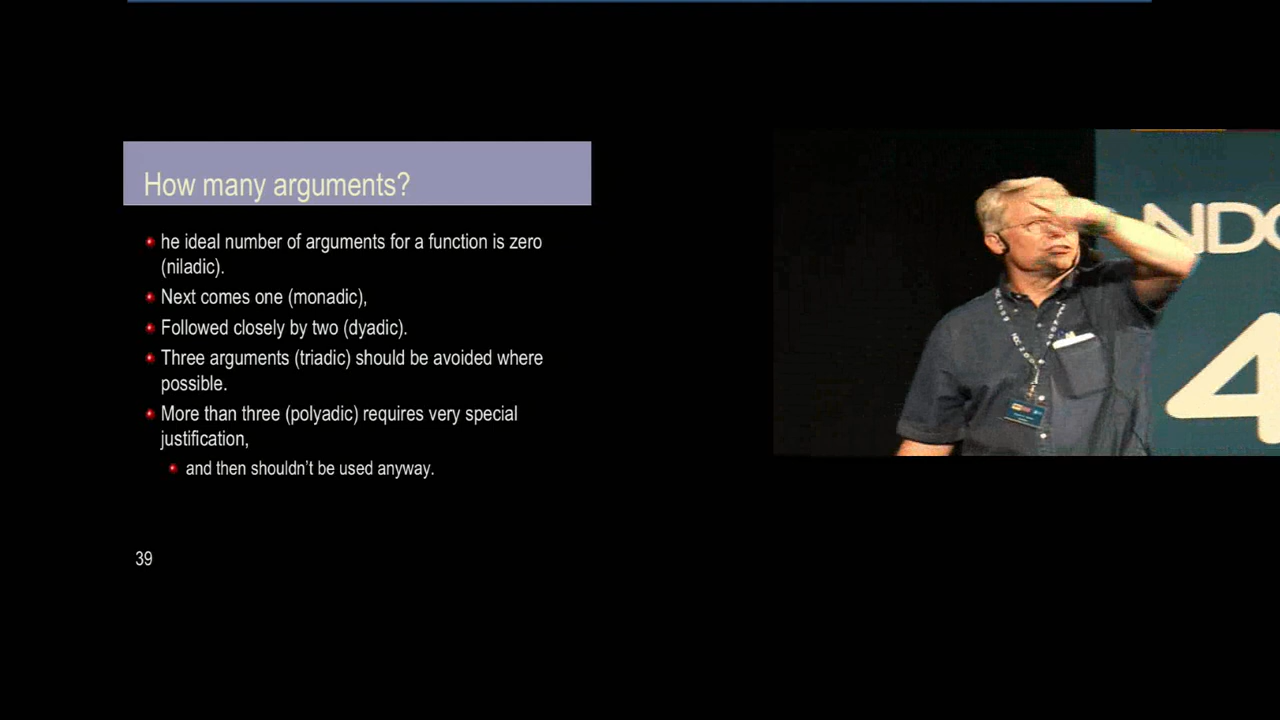 How many arguments?
he ideal number of arguments for a function is zero
(niladic).
Next comes one (monadic),
Followed closely by two (dyadic).
Three arguments (triadic) should be avoided where
possible.
More than three (polyadic) requires very special
justification,
and then shouldn't be used anyway.
39
NDC
4